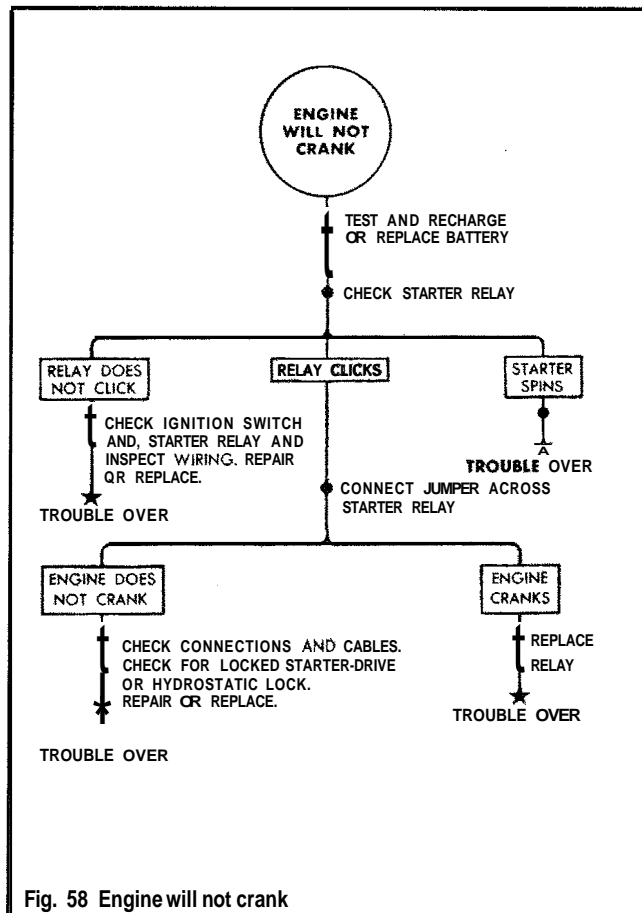 ENGINE
WILL NOT
CRANK
TEST AND RECHARGE
OR REPLACE BATTERY
CHECK STARTER RELAY
RELAY DOES
NOT CLICK
RELAY CLICKS
STARTER
SPINS
CHECK IGNITION SWITCH
AND, STARTER RELAY AND
INSPECT WIRING. REPAIR
QR REPLACE.
TROUBLE OVER
A
TROUBLE OVER
CONNECT JUMPER ACROSS
STARTER RELAY
ENGINE DOES
NOT CRANK
ENGINE
CRANKS
CHECK CONNECTIONS AND CABLES.
CHECK FOR LOCKED STARTER-DRIVE
OR HYDROSTATIC LOCK.
REPAIR OR REPLACE.
TROUBLE OVER
REPLACE
RELAY
TROUBLE OVER
Fig. 58 Engine will not crank